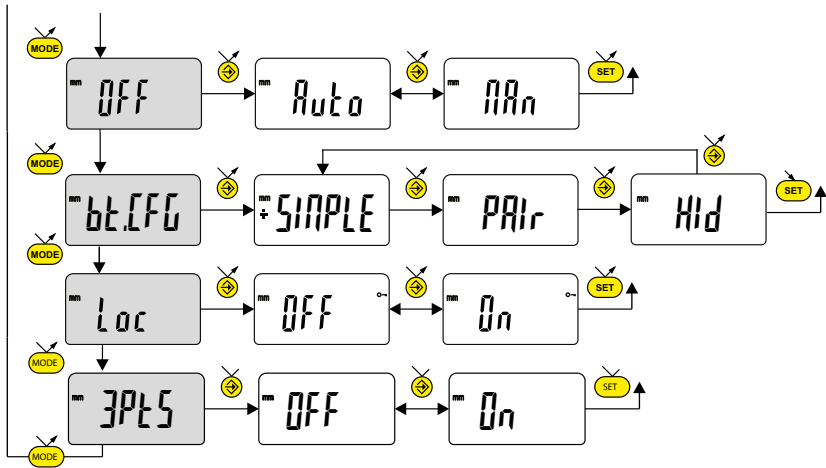 MODE
mm OFF mm Auto mm MAn SET
MODE
mm bt.CFG mm ÷ SIMPLE mm PAIr mm HId SET
MODE
mm Loc mm OFF mm On SET
MODE
mm 3PtS mm OFF mm On SET
MODE